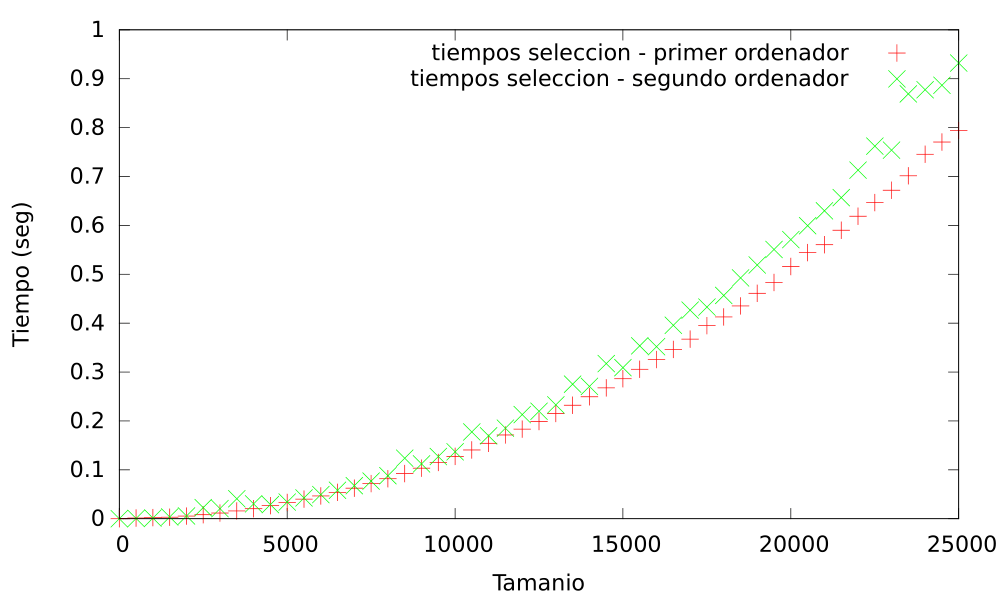 1
tiempos seleccion - primer ordenador
tiempos seleccion - segundo ordenador
0.9
0.8
0.7
0.6
0.5
0.4
0.3
0.2
0.1
0
Tiempo (seg)
0 5000 10000 15000 20000 25000
Tamanio